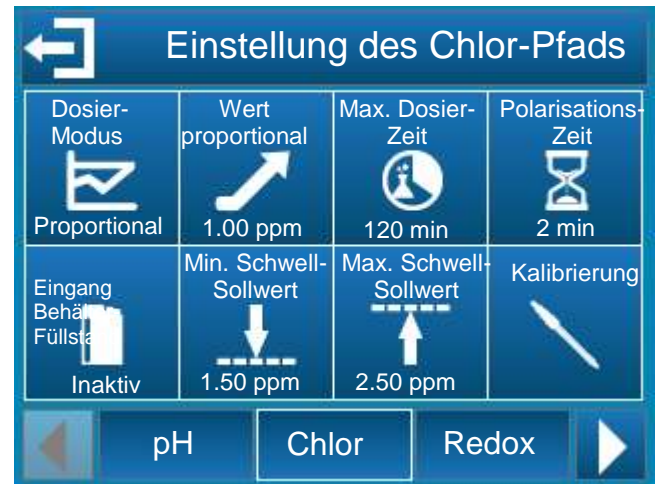 Einstellung des Chlor-Pfads
Dosier-
Modus
Proportional
Wert
proportional
1.00 ppm
Max. Dosier-
Zeit
120 min
Polarisations-
Zeit
2 min
Eingang
Behäl
Füllsta
Inaktiv
Min. Schwell-
Sollwert
1.50 ppm
Max. Schwell-
Sollwert
2.50 ppm
Kalibrierung
pH
Chlor
Redox